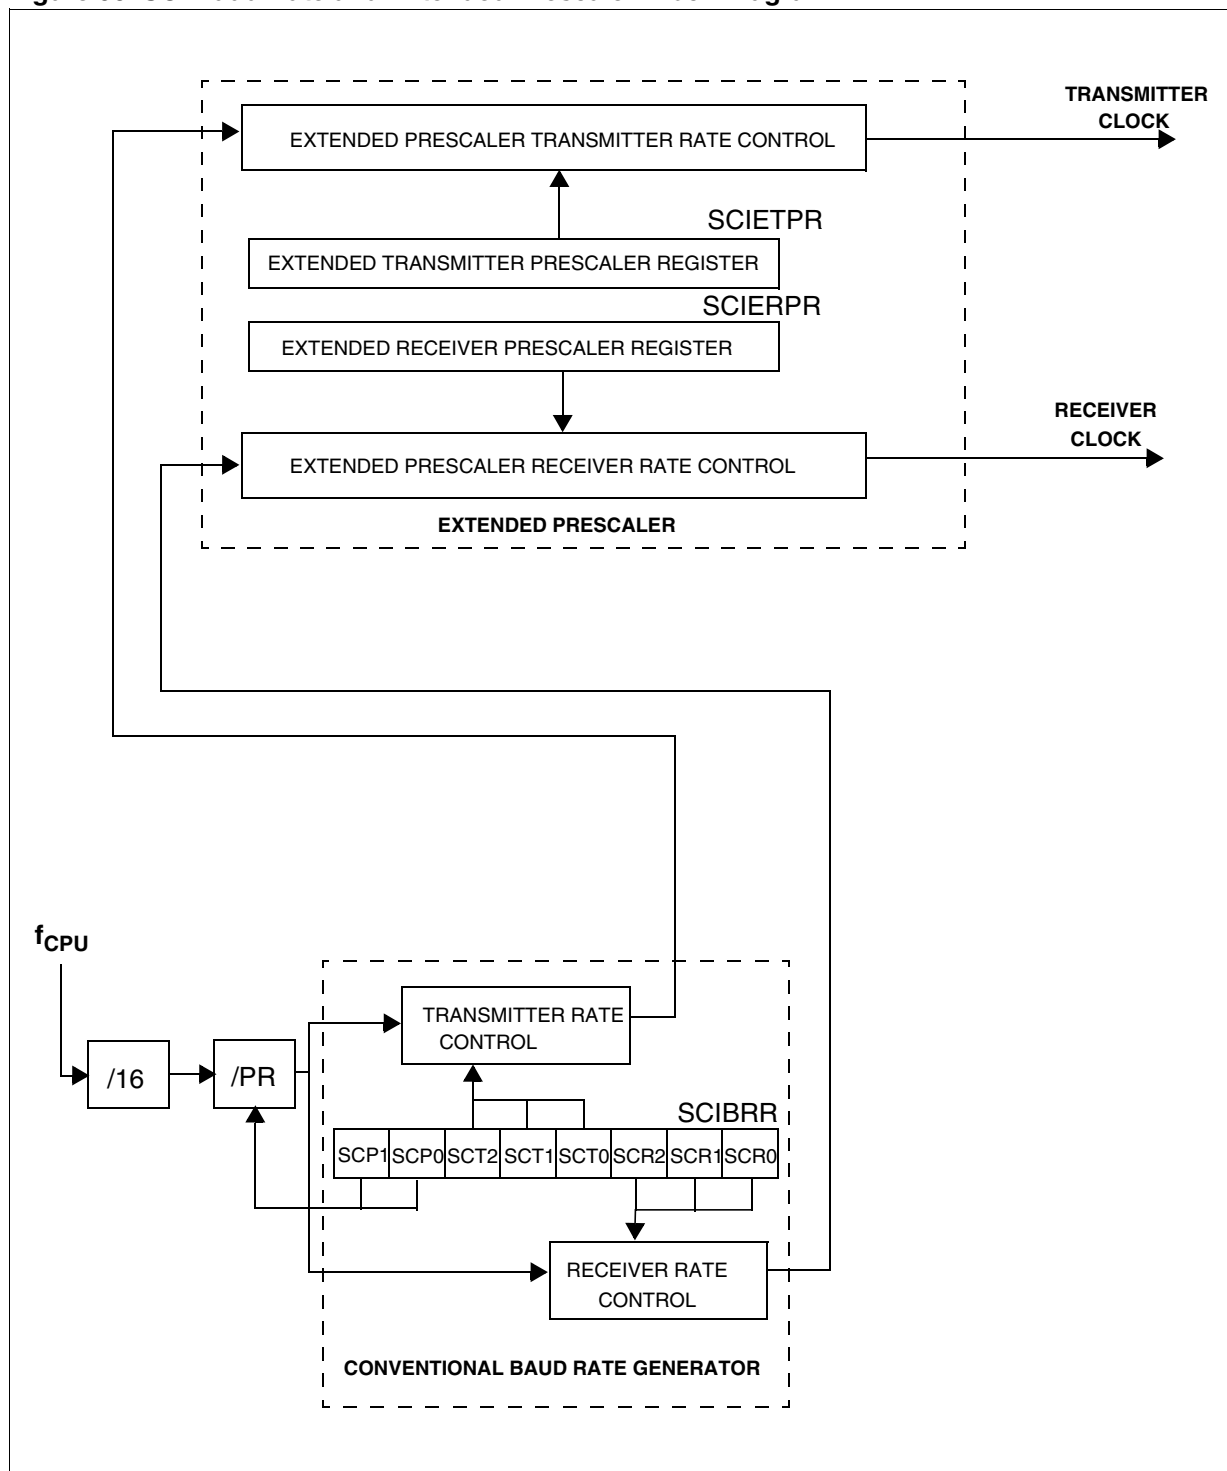 TRANSMITTER
CLOCK
EXTENDED PRESCALER TRANSMITTER RATE CONTROL
SCIETPR
EXTENDED TRANSMITTER PRESCALER REGISTER
SCIERPR
EXTENDED RECEIVER PRESCALER REGISTER
RECEIVER
CLOCK
EXTENDED PRESCALER RECEIVER RATE CONTROL
EXTENDED PRESCALER
fCPU
TRANSMITTER RATE
CONTROL
/16
/PR
SCIBRR
SCP1 SCP0 SCT2 SCT1 SCT0 SCR2 SCR1 SCR0
RECEIVER RATE
CONTROL
CONVENTIONAL BAUD RATE GENERATOR